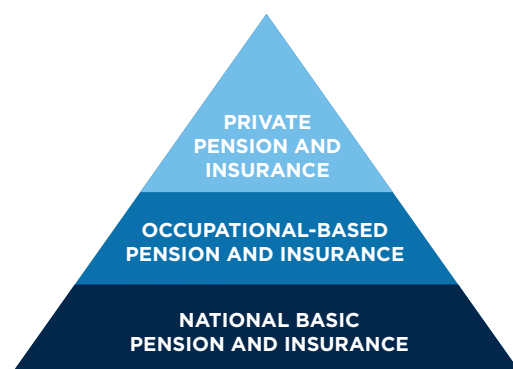 PRIVATE
PENSION AND
INSURANCE
OCCUPATIONAL-BASED
PENSION AND INSURANCE
NATIONAL BASIC
PENSION AND INSURANCE